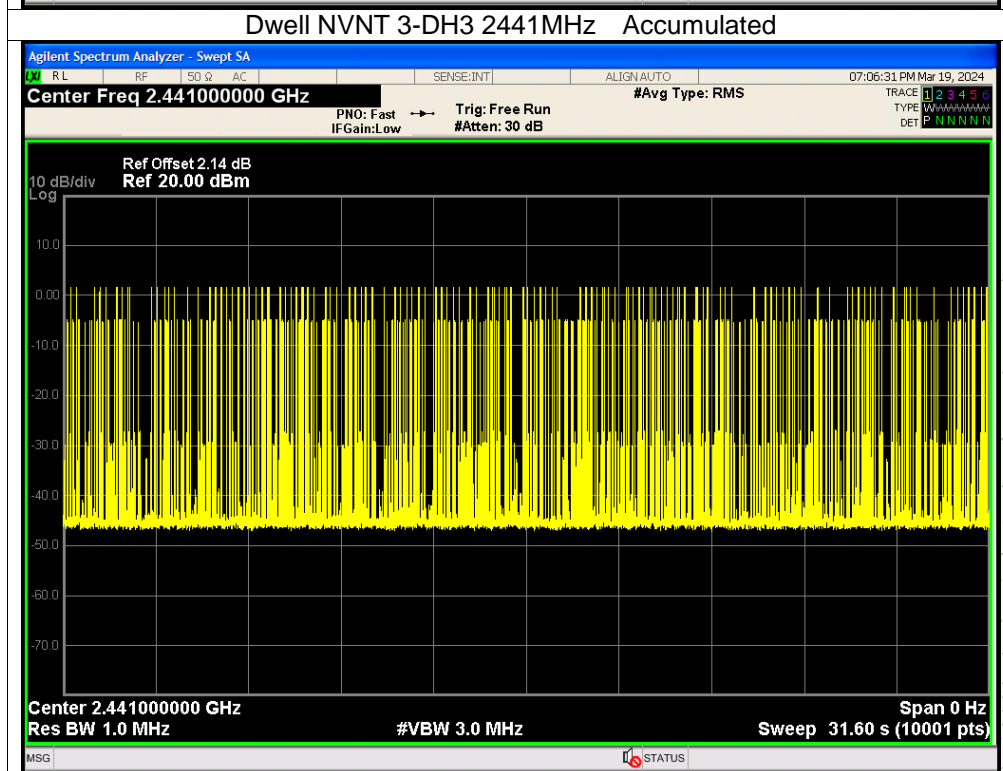 Dwell NVNT 3-DH3 2441MHz Accumulated
Agilent Spectrum Analyzer - Swept SA
LXI RL RF 50 Ω AC SENSE:INT ALIGN AUTO 07:06:31 PM Mar 19, 2024
Center Freq 2.441000000 GHz #Avg Type: RMS TRACE 1 2 3 4 5 6
PNO: Fast Trig: Free Run TYPE WWWWWW
IFGain:Low #Atten: 30 dB DET P N N N N N
Ref Offset 2.14 dB
10 dB/div Ref 20.00 dBm
Log
10.0
0.00
-10.0
-20.0
-30.0
-40.0
-50.0
-60.0
-70.0
Center 2.441000000 GHz Span 0 Hz
Res BW 1.0 MHz #VBW 3.0 MHz Sweep 31.60 s (10001 pts)
MSG STATUS